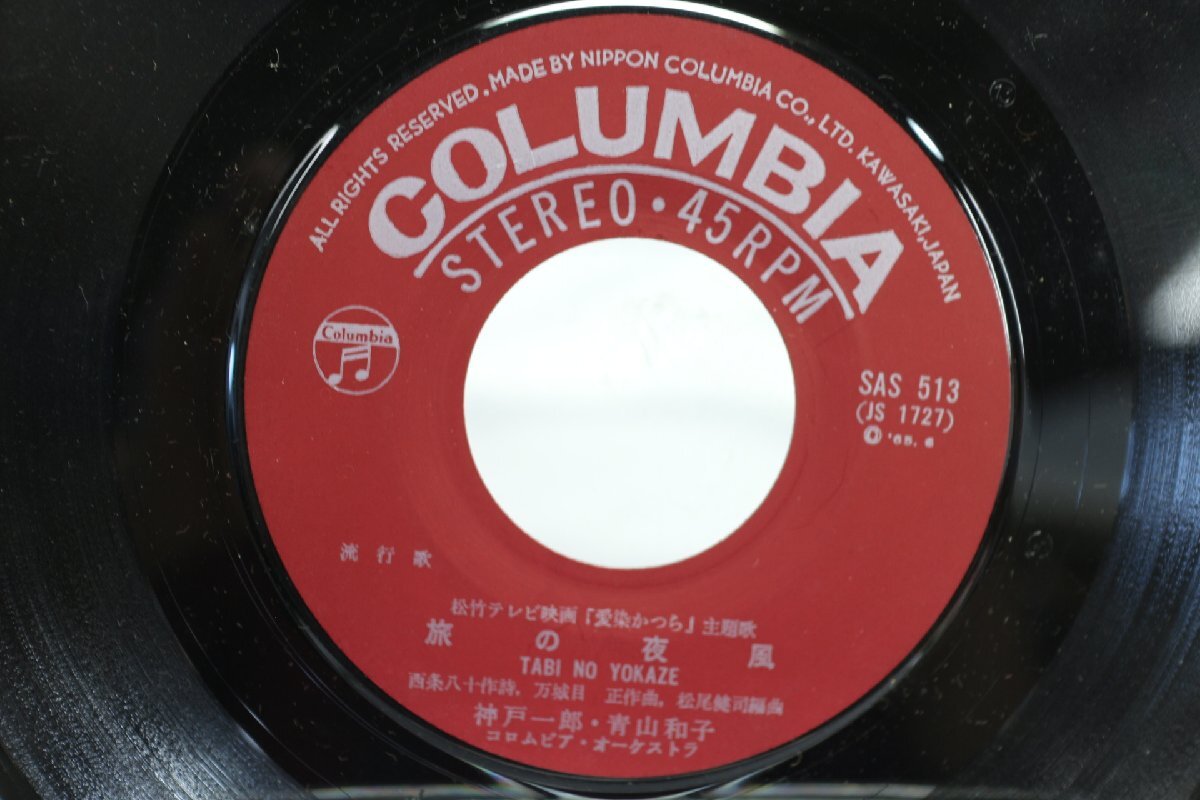 ALL RIGHTS RESERVED. MADE BY NIPPON COLUMBIA CO., LTD. KAWASAKI, JAPAN
COLUMBIA
STEREO・45RPM
Columbia
SAS 513
(JS 1727)
'65. 6
流行歌
松竹テレビ映画『愛染かつら』主題歌
旅の夜風
TABI NO YOKAZE
西条八十作詩, 万城目 正作曲, 松尾健司編曲
神戸一郎・青山和子
コロムビア・オーケストラ